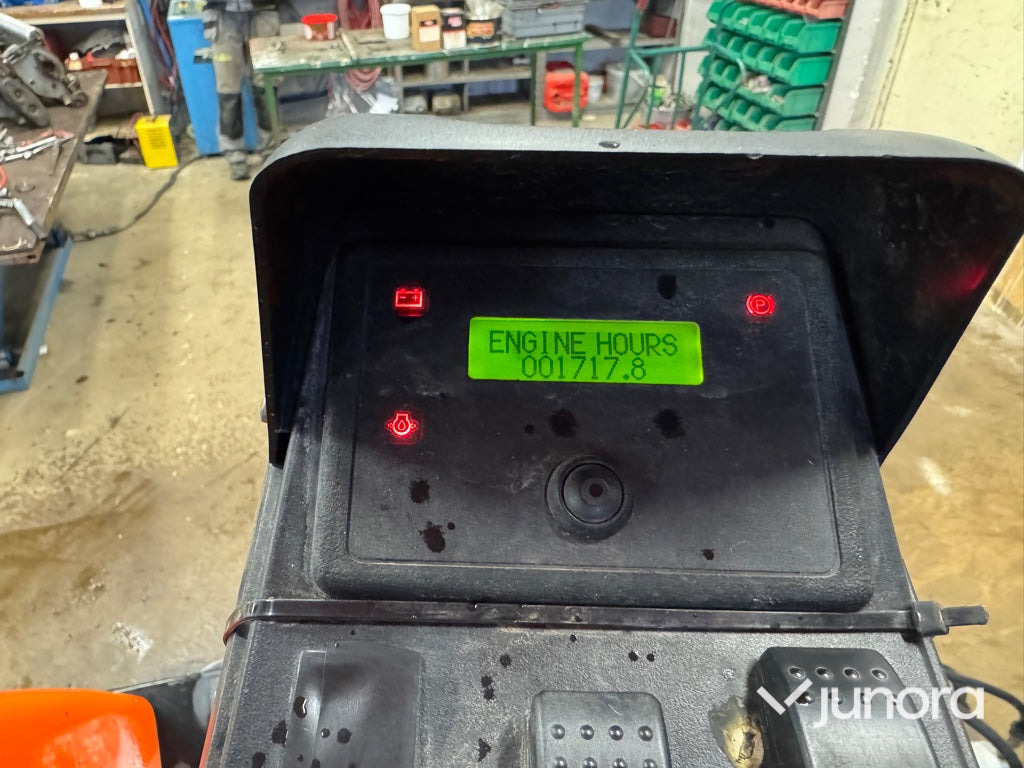 ENGINE HOURS
001717.8
P
junora